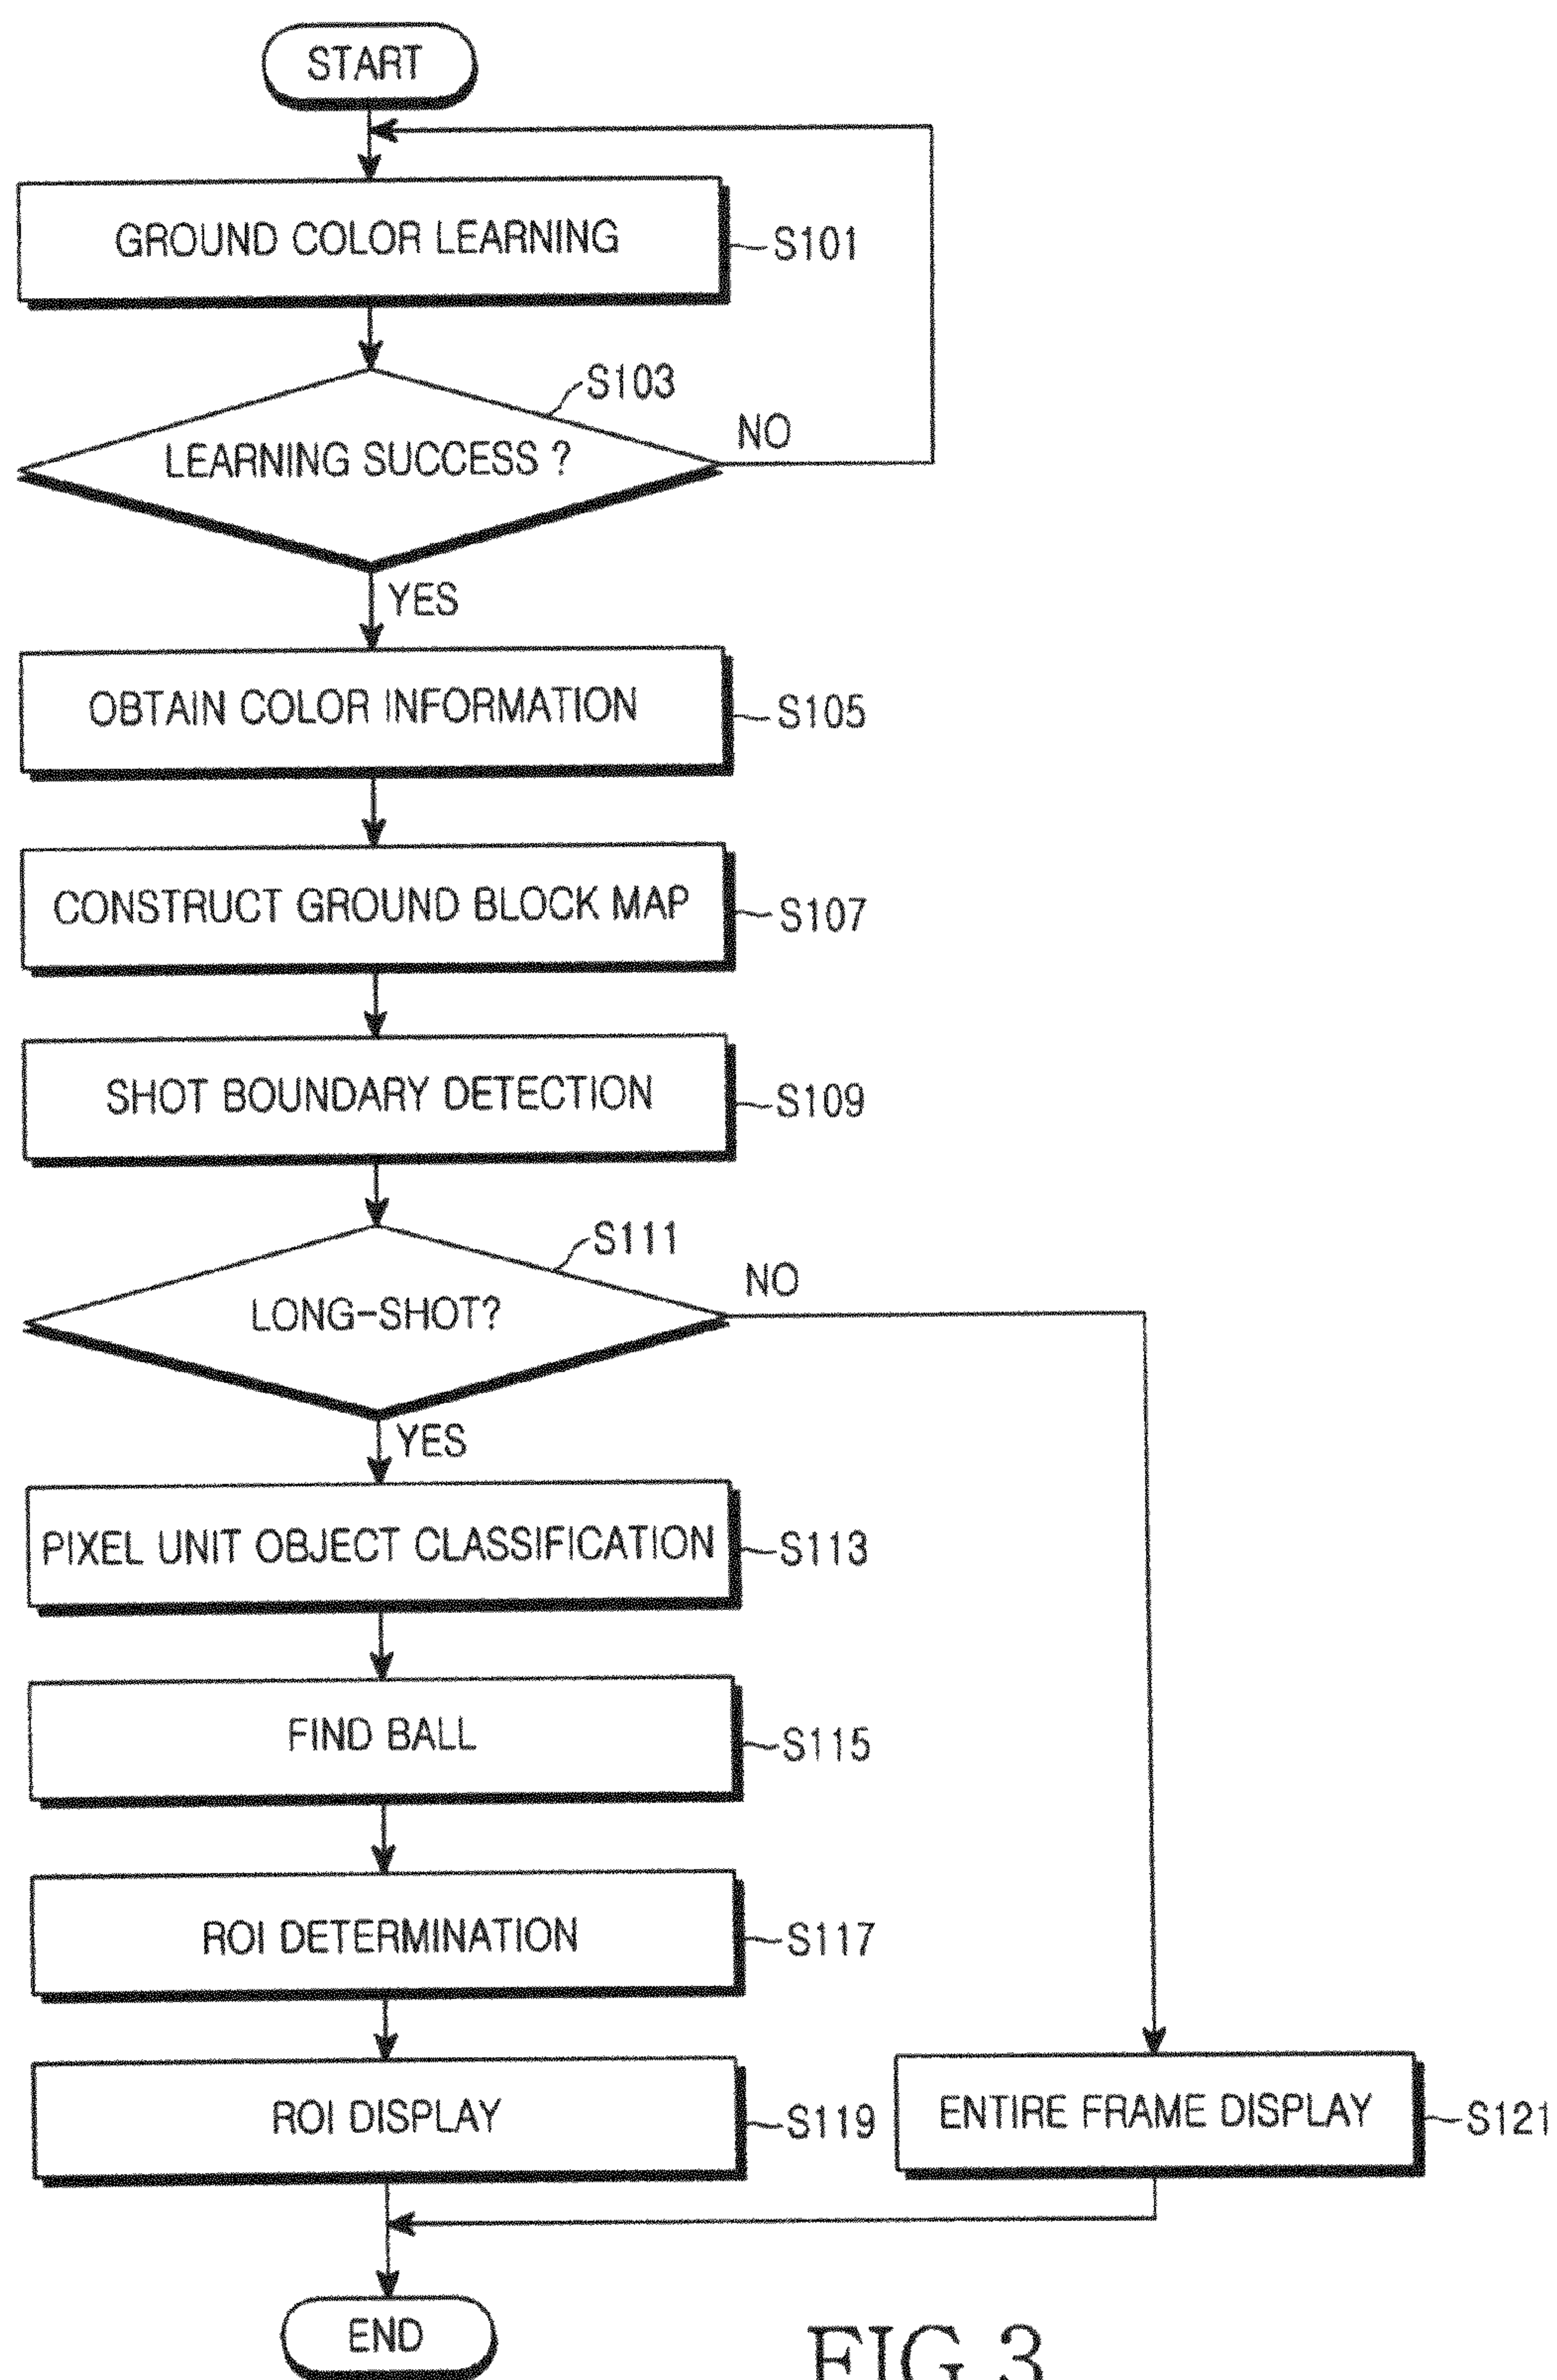 START
GROUND COLOR LEARNING
S101
S103
LEARNING SUCCESS ?
NO
YES
OBTAIN COLOR INFORMATION
S105
CONSTRUCT GROUND BLOCK MAP
S107
SHOT BOUNDARY DETECTION
S109
S111
LONG-SHOT?
NO
YES
PIXEL UNIT OBJECT CLASSIFICATION
S113
FIND BALL
S115
ROI DETERMINATION
S117
ROI DISPLAY
S119
ENTIRE FRAME DISPLAY
S121
END
FIG.3